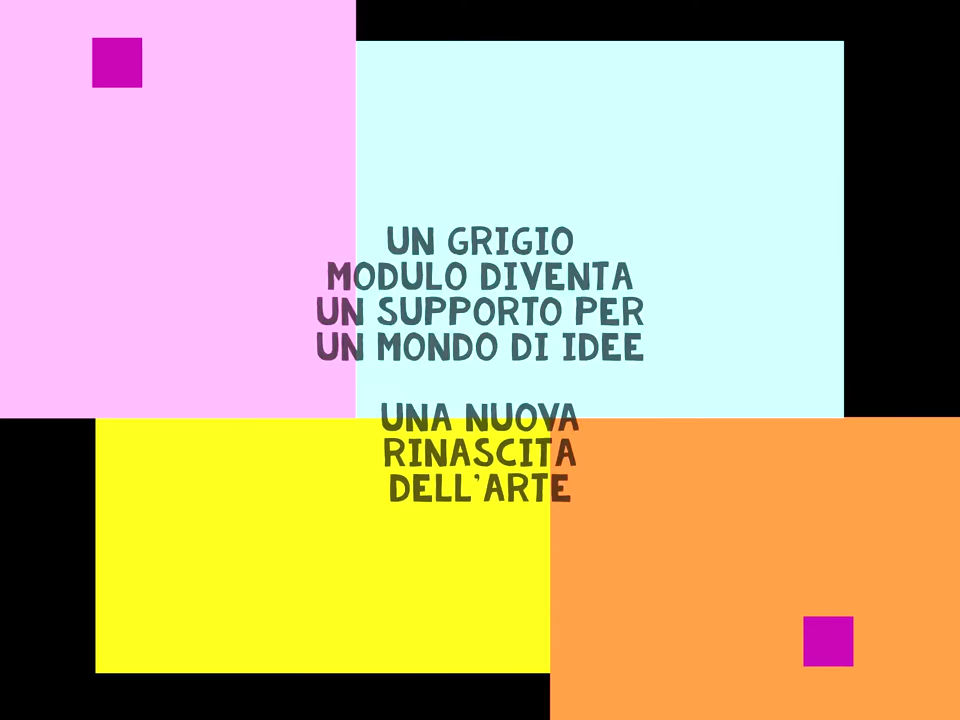 UN GRIGIO
MODULO DIVENTA
UN SUPPORTO PER
UN MONDO DI IDEE
UNA NUOVA
RINASCITA
DELL'ARTE